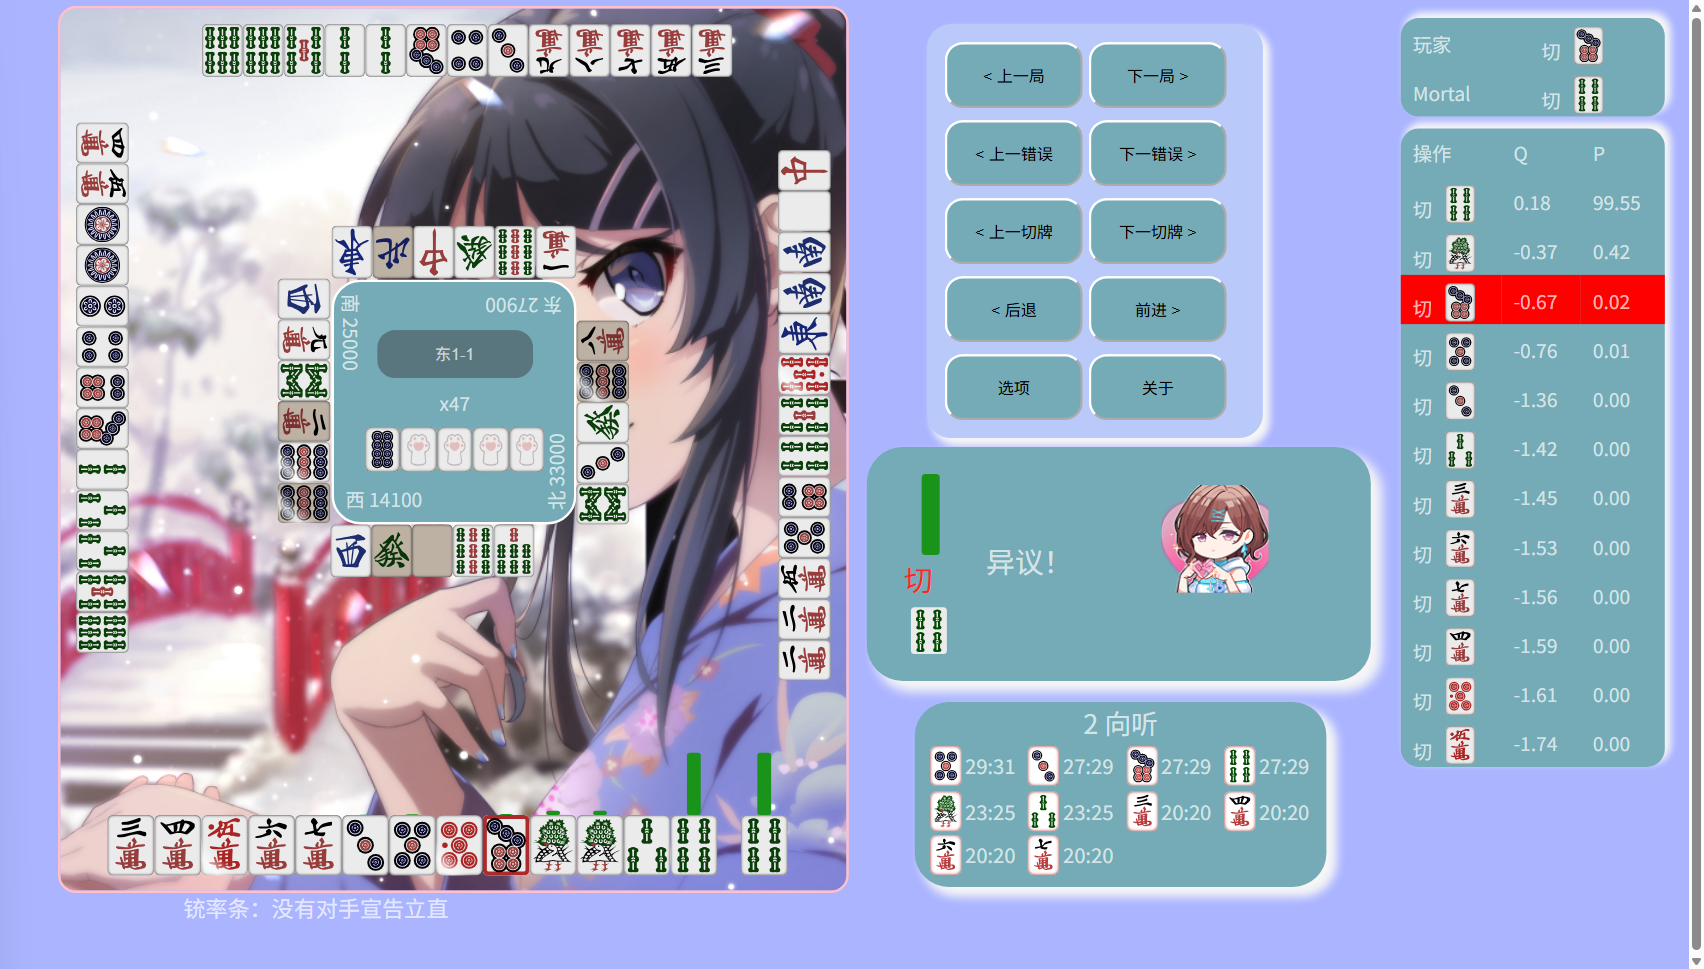 东 27900
南 25000
东1-1
x47
西 14100
北 33000
铳率条：没有对手宣告立直
< 上一局
下一局 >
< 上一错误
下一错误 >
< 上一切牌
下一切牌 >
< 后退
前进 >
选项
关于
切
异议！
2 向听
29:31 27:29 27:29 27:29
23:25 23:25 20:20 20:20
20:20 20:20
玩家 切
Mortal 切
操作 Q P
切 0.18 99.55
切 -0.37 0.42
切 -0.67 0.02
切 -0.76 0.01
切 -1.36 0.00
切 -1.42 0.00
切 -1.45 0.00
切 -1.53 0.00
切 -1.56 0.00
切 -1.59 0.00
切 -1.61 0.00
切 -1.74 0.00